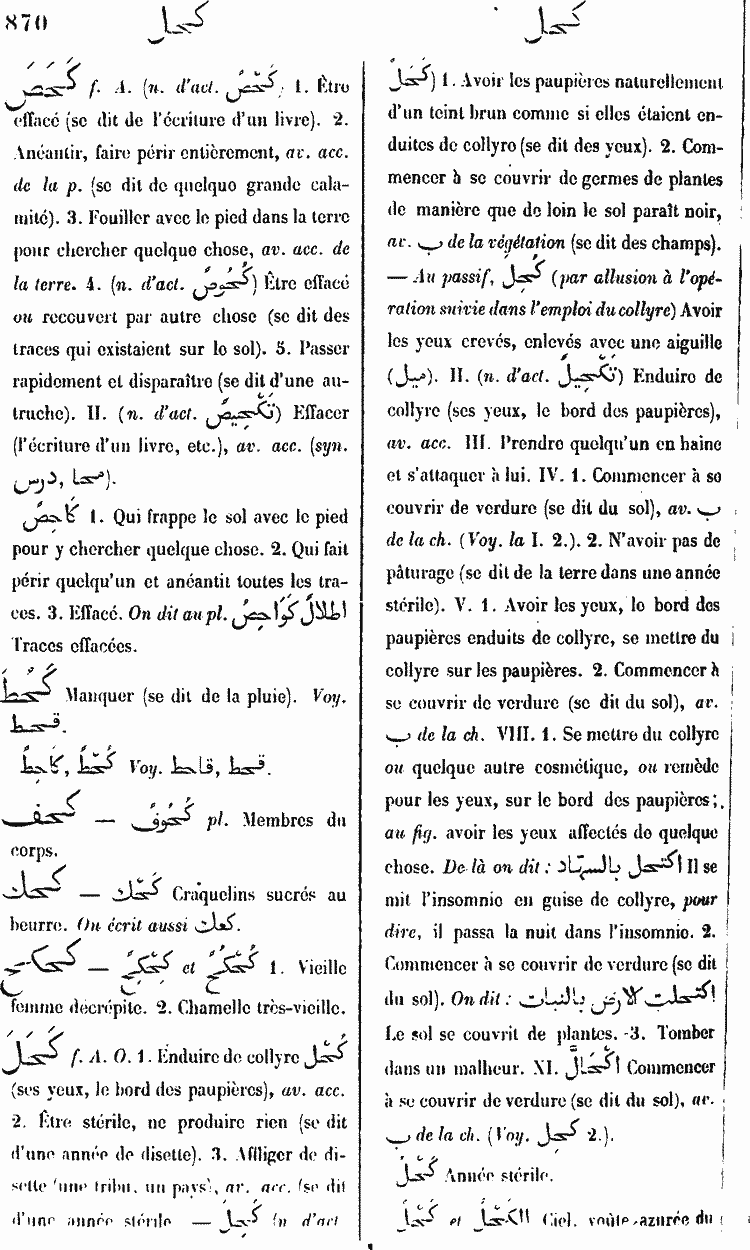 870
كحل
كحل
كَحَصَ f. A. (n. d'act. كَحْصٌ) 1. Être
effacé (se dit de l'écriture d'un livre). 2.
Anéantir, faire périr entièrement, av. acc.
de la p. (se dit de quelque grande cala-
mité). 3. Fouiller avec le pied dans la terre
pour chercher quelque chose, av. acc. de
la terre. 4. (n. d'act. كُحُوصٌ) Être effacé
ou recouvert par autre chose (se dit des
traces qui existaient sur le sol). 5. Passer
rapidement et disparaître (se dit d'une au-
truche). II. (n. d'act. تَكْحِيصٌ) Effacer
(l'écriture d'un livre, etc.), av. acc. (syn.
محا, درس).
كَاحِصٌ 1. Qui frappe le sol avec le pied
pour y chercher quelque chose. 2. Qui fait
périr quelqu'un et anéantit toutes les tra-
ces. 3. Effacé. On dit au pl. اطلالٌ كَوَاحِصُ
Traces effacées.
كَحَطَ Manquer (se dit de la pluie). Voy.
قحط.
كَحْطٌ, كَاحِطٌ Voy. قحط, قاحط.
كحف — كُحُوفٌ pl. Membres du
corps.
كحك — كَحْك Craquelins sucrés au
beurre. On écrit aussi كعك.
كحكح — كِحْكِحٌ et كُحْكُحٌ 1. Vieille
femme décrépite. 2. Chamelle très-vieille.
كَحَلَ f. A. O. 1. Enduire de collyre كُحْل
(ses yeux, le bord des paupières), av. acc.
2. Être stérile, ne produire rien (se dit
d'une année de disette). 3. Affliger de di-
sette (une tribu, un pays), av. acc. (se dit
d'une année stérile — كَحِلَ (n d'act
كَحَلٌ) 1. Avoir les paupières naturellement
d'un teint brun comme si elles étaient en-
duites de collyro (se dit des yeux). 2. Com-
mencer à se couvrir de germes de plantes
de manière que de loin le sol paraît noir,
av. ب de la végétation (se dit des champs).
— Au passif, كُحِلَ (par allusion à l'opé-
ration suivie dans l'emploi du collyre) Avoir
les yeux crevés, enlevés avec une aiguille
(ميل). II. (n. d'act. تَكْحِيلٌ) Enduire de
collyre (ses yeux, le bord des paupières),
av. acc. III. Prendre quelqu'un en haine
et s'attaquer à lui. IV. 1. Commencer à se
couvrir de verdure (se dit du sol), av. ب
de la ch. (Voy. la I. 2.). 2. N'avoir pas de
pâturage (se dit de la terre dans une année
stérile). V. 1. Avoir les yeux, le bord des
paupières enduits de collyre, se mettre du
collyre sur les paupières. 2. Commencer à
se couvrir de verdure (se dit du sol), av.
ب de la ch. VIII. 1. Se mettre du collyre
ou quelque autre cosmétique, ou remède
pour les yeux, sur le bord des paupières;
au fig. avoir les yeux affectés de quelque
chose. De là on dit : اكتحل بالسهاد Il se
mit l'insomnie en guise de collyre, pour
dire, il passa la nuit dans l'insomnie. 2.
Commencer à se couvrir de verdure (se dit
du sol). On dit : اكتحلت الارض بالنبات
Le sol se couvrit de plantes. 3. Tomber
dans un malheur. XI. اكْحَالَّ Commencer
à se couvrir de verdure (se dit du sol), av.
ب de la ch. (Voy. كحل 2.).
كَحْلٌ Année stérile.
كَحْلٌ et الكَحْلُ Ciel, voûte azurée du